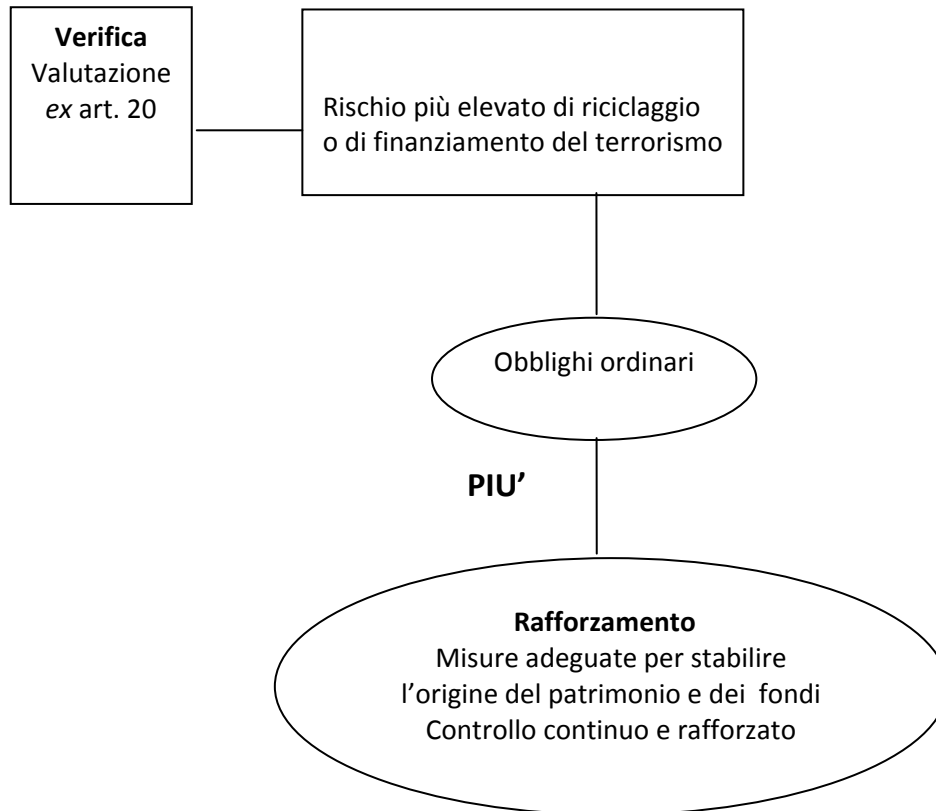 Verifica
Valutazione
ex art. 20
Rischio più elevato di riciclaggio
o di finanziamento del terrorismo
Obblighi ordinari
PIU’
Rafforzamento
Misure adeguate per stabilire
l’origine del patrimonio e dei fondi
Controllo continuo e rafforzato